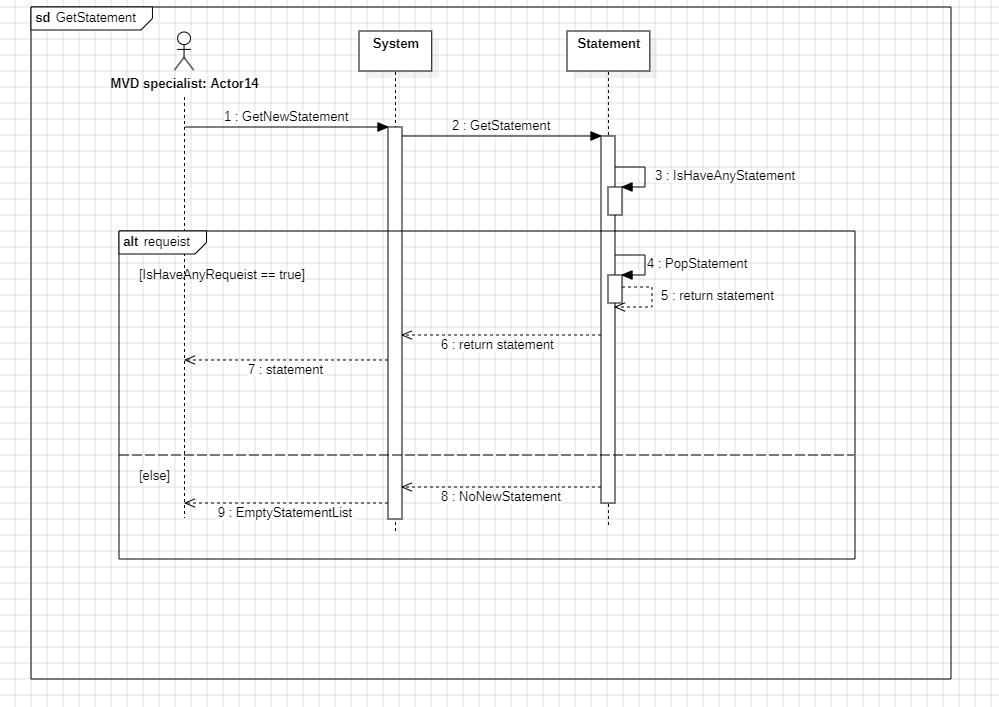 sd GetStatement
System
Statement
MVD specialist: Actor14
1 : GetNewStatement
2 : GetStatement
3 : IsHaveAnyStatement
alt requeist
[IsHaveAnyRequeist == true]
4 : PopStatement
5 : return statement
6 : return statement
7 : statement
[else]
8 : NoNewStatement
9 : EmptyStatementList